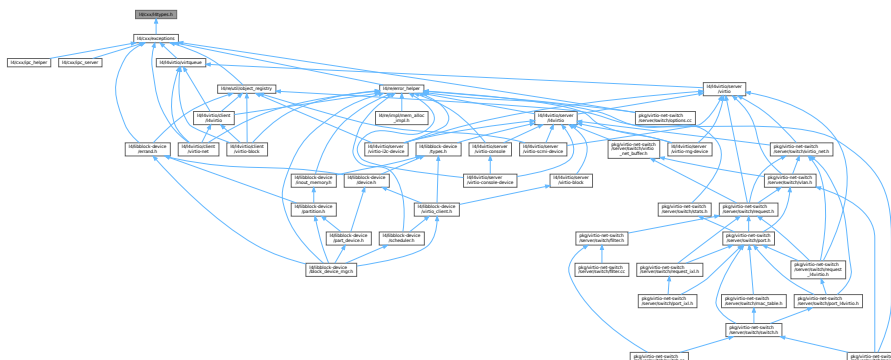 l4/cxx/hltypes.h
l4/cxx/exceptions
l4/cxx/ipc_helper
l4/cxx/ipc_server
l4/l4virtio/virtqueue
l4/re/util/object_registry
l4/re/error_helper
l4/l4virtio/server
/virtio
l4/l4virtio/client
/l4virtio
l4/re/impl/mem_alloc
_impl.h
l4/l4virtio/server
/l4virtio
pkg/virtio-net-switch
/server/switch/options.cc
l4/libblock-device
/errand.h
l4/l4virtio/client
/virtio-net
l4/l4virtio/client
/virtio-block
l4/l4virtio/server
/virtio-i2c-device
l4/libblock-device
/types.h
l4/l4virtio/server
/virtio-console
l4/l4virtio/server
/virtio-scmi-device
pkg/virtio-net-switch
/server/switch/virtio
_net_buffer.h
l4/l4virtio/server
/virtio-rng-device
pkg/virtio-net-switch
/server/switch/virtio_net.h
l4/libblock-device
/inout_memory.h
l4/libblock-device
/device.h
l4/l4virtio/server
/virtio-console-device
l4/l4virtio/server
/virtio-block
pkg/virtio-net-switch
/server/switch/vlan.h
l4/libblock-device
/partition.h
l4/libblock-device
/virtio_client.h
pkg/virtio-net-switch
/server/switch/stats.h
pkg/virtio-net-switch
/server/switch/request.h
l4/libblock-device
/part_device.h
l4/libblock-device
/scheduler.h
pkg/virtio-net-switch
/server/switch/filter.h
pkg/virtio-net-switch
/server/switch/port.h
l4/libblock-device
/block_device_mgr.h
pkg/virtio-net-switch
/server/switch/filter.cc
pkg/virtio-net-switch
/server/switch/request_ixl.h
pkg/virtio-net-switch
/server/switch/request
_l4virtio.h
pkg/virtio-net-switch
/server/switch/port_ixl.h
pkg/virtio-net-switch
/server/switch/mac_table.h
pkg/virtio-net-switch
/server/switch/port_l4virtio.h
pkg/virtio-net-switch
/server/switch/switch.h
pkg/virtio-net-switch
pkg/virtio-net-switch